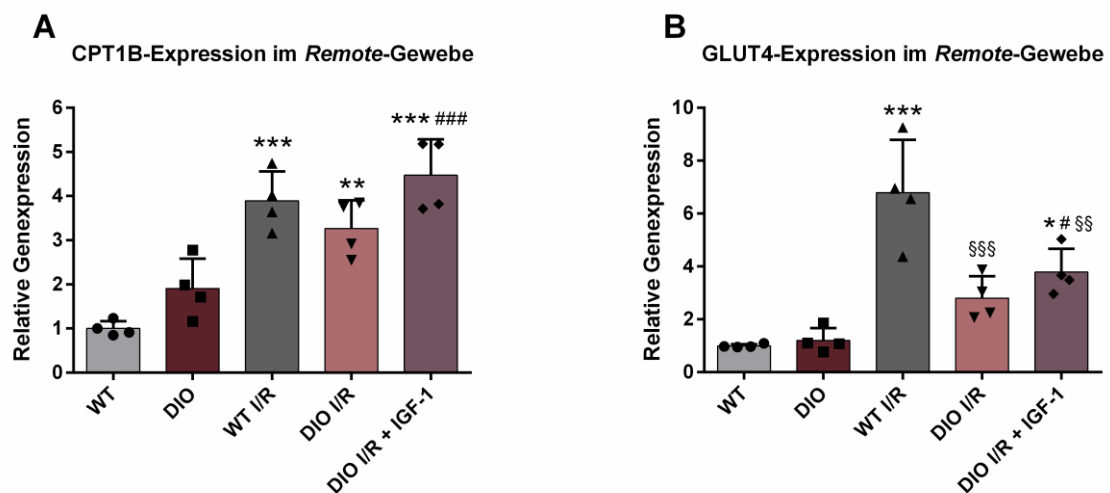 A
CPT1B-Expression im Remote-Gewebe
Relative Genexpression
6
5
4
3
2
1
0
***
**
*** ###
WT
DIO
WT I/R
DIO I/R
DIO I/R + IGF-1
B
GLUT4-Expression im Remote-Gewebe
Relative Genexpression
10
8
6
4
2
0
***
§§§
* # §§
WT
DIO
WT I/R
DIO I/R
DIO I/R + IGF-1